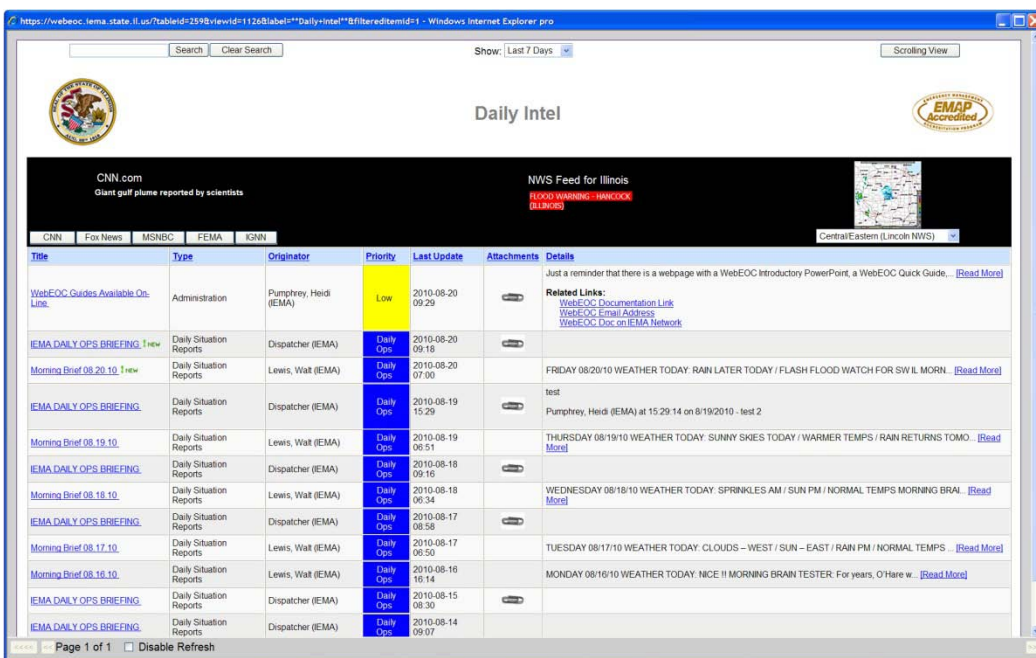 https://webeoc.iema.state.il.us/?tableid=259&viewid=1126&label=**Daily+Intel**&filtereditemid=1 - Windows Internet Explorer pro
Search Clear Search Show: Last 7 Days Scrolling View
Daily Intel
EMAP
Accredited
CNN.com
Giant gulf plume reported by scientists
NWS Feed for Illinois
FLOOD WARNING - HANCOCK
(ILLINOIS)
CNN Fox News MSNBC FEMA IGNN Central/Eastern (Lincoln NWS)
Title Type Originator Priority Last Update Attachments Details
WebEOC Guides Available On-
Line
Administration
Pumphrey, Heidi
(IEMA)
Low
2010-08-20
09:29
Just a reminder that there is a webpage with a WebEOC Introductory PowerPoint, a WebEOC Quick Guide,... [Read More]
Related Links:
WebEOC Documentation Link
WebEOC Email Address
WebEOC Doc on IEMA Network
IEMA DAILY OPS BRIEFING NEW
Daily Situation
Reports
Dispatcher (IEMA)
Daily
Ops
2010-08-20
09:18
Morning Brief 08.20.10 NEW
Daily Situation
Reports
Lewis, Walt (IEMA)
Daily
Ops
2010-08-20
07:00
FRIDAY 08/20/10 WEATHER TODAY: RAIN LATER TODAY / FLASH FLOOD WATCH FOR SW IL MORN... [Read More]
IEMA DAILY OPS BRIEFING
Daily Situation
Reports
Dispatcher (IEMA)
Daily
Ops
2010-08-19
15:29
test
Pumphrey, Heidi (IEMA) at 15:29:14 on 8/19/2010 - test 2
Morning Brief 08.19.10
Daily Situation
Reports
Lewis, Walt (IEMA)
Daily
Ops
2010-08-19
06:51
THURSDAY 08/19/10 WEATHER TODAY: SUNNY SKIES TODAY / WARMER TEMPS / RAIN RETURNS TOMO... [Read
More]
IEMA DAILY OPS BRIEFING
Daily Situation
Reports
Dispatcher (IEMA)
Daily
Ops
2010-08-18
09:16
Morning Brief 08.18.10
Daily Situation
Reports
Lewis, Walt (IEMA)
Daily
Ops
2010-08-18
06:34
WEDNESDAY 08/18/10 WEATHER TODAY: SPRINKLES AM / SUN PM / NORMAL TEMPS MORNING BRAI... [Read
More]
IEMA DAILY OPS BRIEFING
Daily Situation
Reports
Dispatcher (IEMA)
Daily
Ops
2010-08-17
08:58
Morning Brief 08.17.10
Daily Situation
Reports
Lewis, Walt (IEMA)
Daily
Ops
2010-08-17
06:50
TUESDAY 08/17/10 WEATHER TODAY: CLOUDS – WEST / SUN – EAST / RAIN PM / NORMAL TEMPS ... [Read More]
Morning Brief 08.16.10
Daily Situation
Reports
Lewis, Walt (IEMA)
Daily
Ops
2010-08-16
16:14
MONDAY 08/16/10 WEATHER TODAY: NICE !! MORNING BRAIN TESTER: For years, O'Hare w... [Read More]
IEMA DAILY OPS BRIEFING
Daily Situation
Reports
Dispatcher (IEMA)
Daily
Ops
2010-08-15
08:30
IEMA DAILY OPS BRIEFING
Daily Situation
Reports
Dispatcher (IEMA)
Daily
Ops
2010-08-14
09:07
Page 1 of 1 Disable Refresh